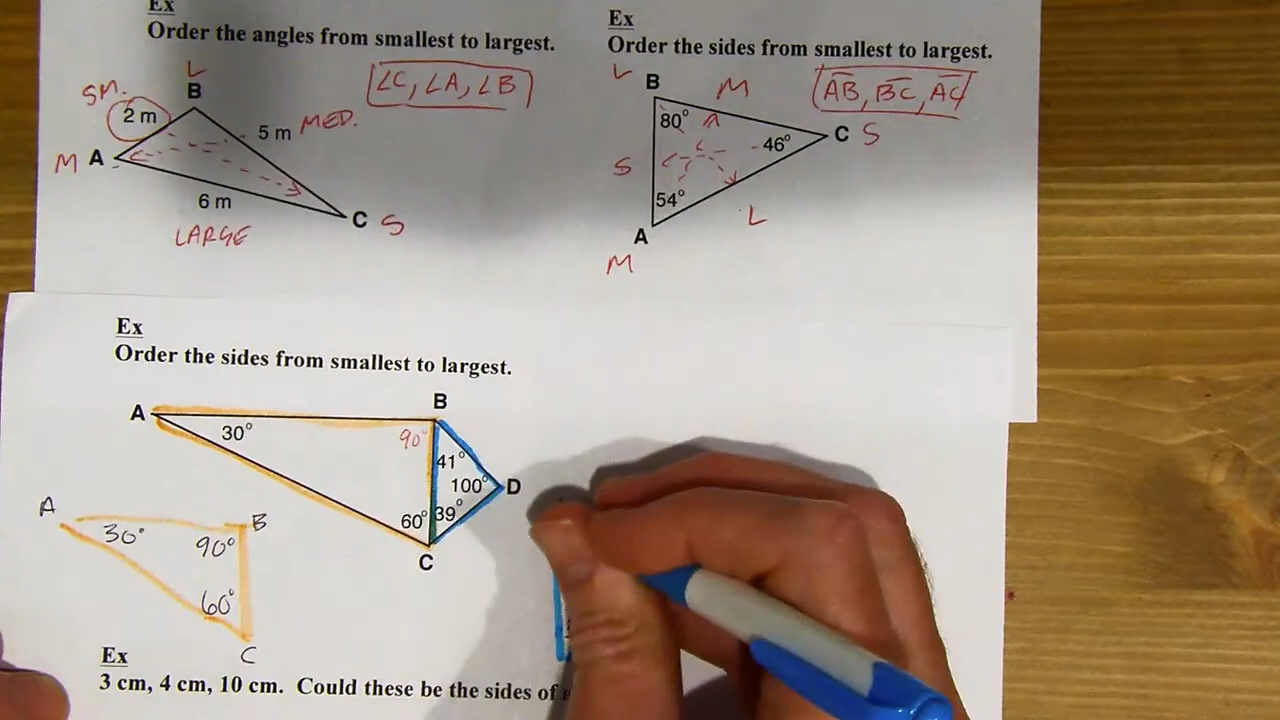 Ex
Order the angles from smallest to largest.
∠C, ∠A, ∠B
SM.
L
B
2 m
5 m
MED.
M
A
6 m
C
S
LARGE
Ex
Order the sides from smallest to largest.
AB, BC, AC
L
B
M
80°
46°
C
S
S
54°
L
A
M
Ex
Order the sides from smallest to largest.
A
B
30°
90°
41°
100°
D
60°
39°
C
A
30°
90°
B
60°
C
Ex
3 cm, 4 cm, 10 cm. Could these be the sides of